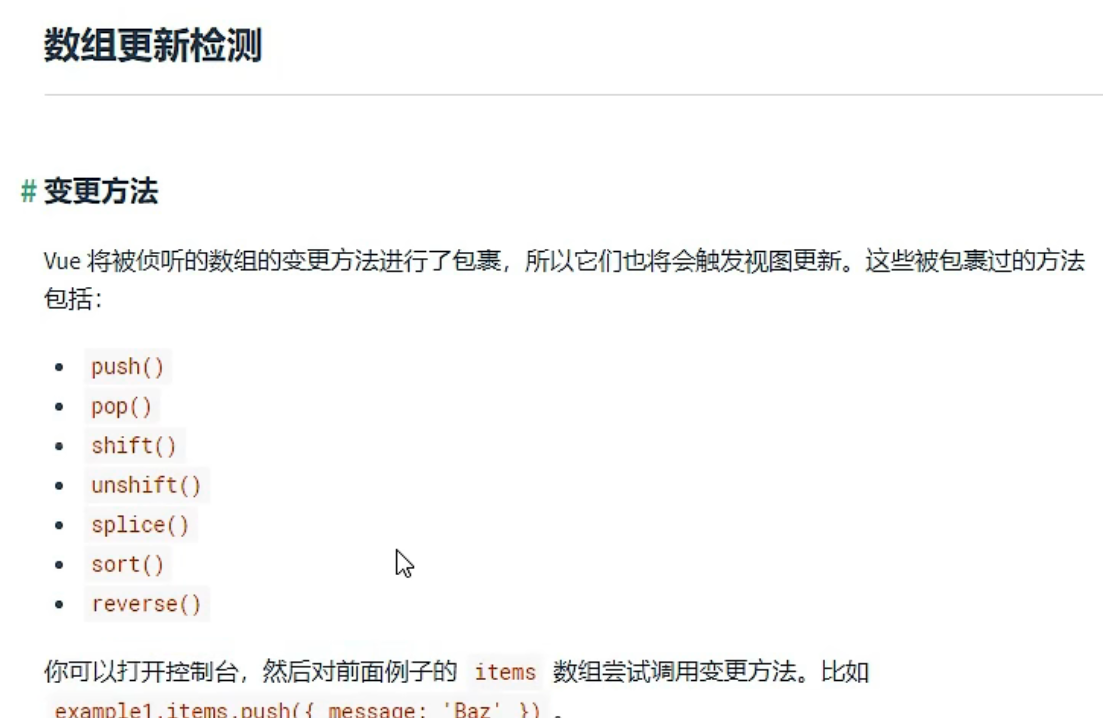 数组更新检测
# 变更方法
Vue 将被侦听的数组的变更方法进行了包裹，所以它们也将会触发视图更新。这些被包裹过的方法
包括：
push()
pop()
shift()
unshift()
splice()
sort()
reverse()
你可以打开控制台，然后对前面例子的 items 数组尝试调用变更方法。比如
example1.items.push({ message: 'Baz' }) 。